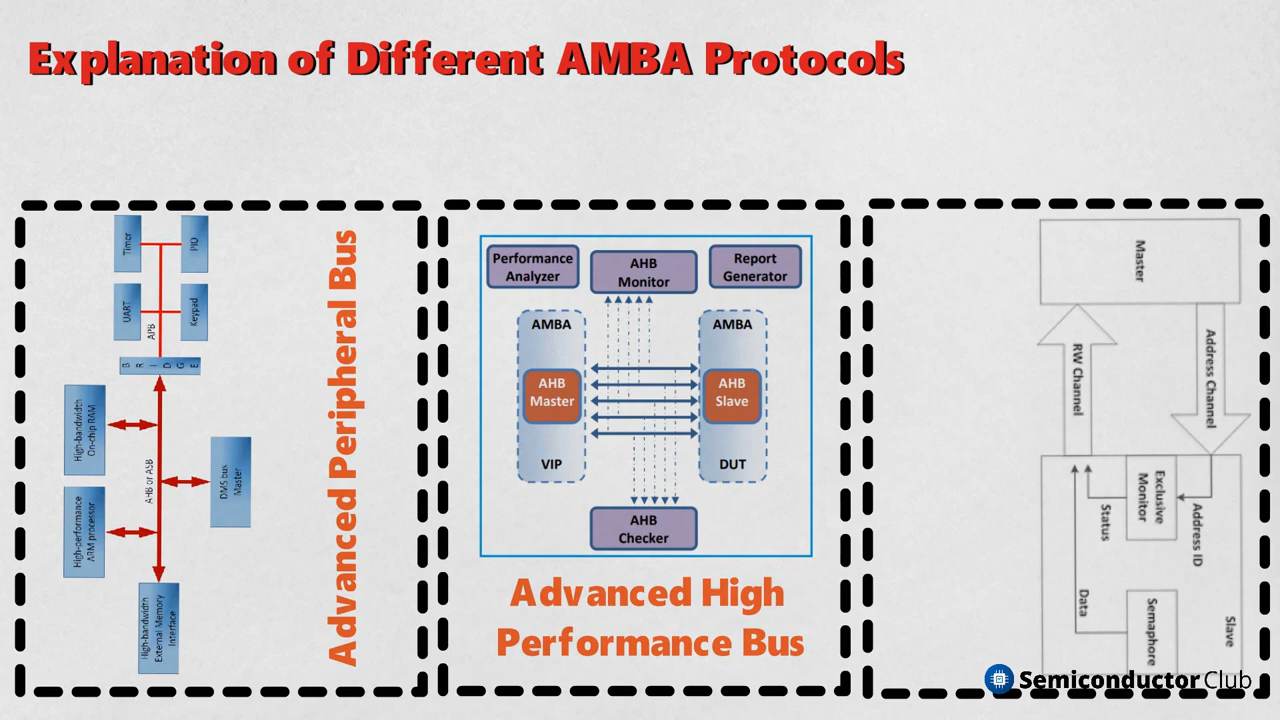 Explanation of Different AMBA Protocols
Timer
PIO
UART
Keypad
APB
BRIDGE
High-bandwidth
On-chip RAM
AHB or ASB
DMS bus
Master
High-performance
ARM processor
High-bandwidth
External Memory
Interface
Advanced Peripheral Bus
Performance
Analyzer
AHB
Monitor
Report
Generator
AMBA
AHB
Master
VIP
AMBA
AHB
Slave
DUT
AHB
Checker
Advanced High
Performance Bus
Master
RW Channel
Address Channel
Exclusive
Monitor
Status
Address ID
Data
Semaphore
Slave
Semiconductor Club